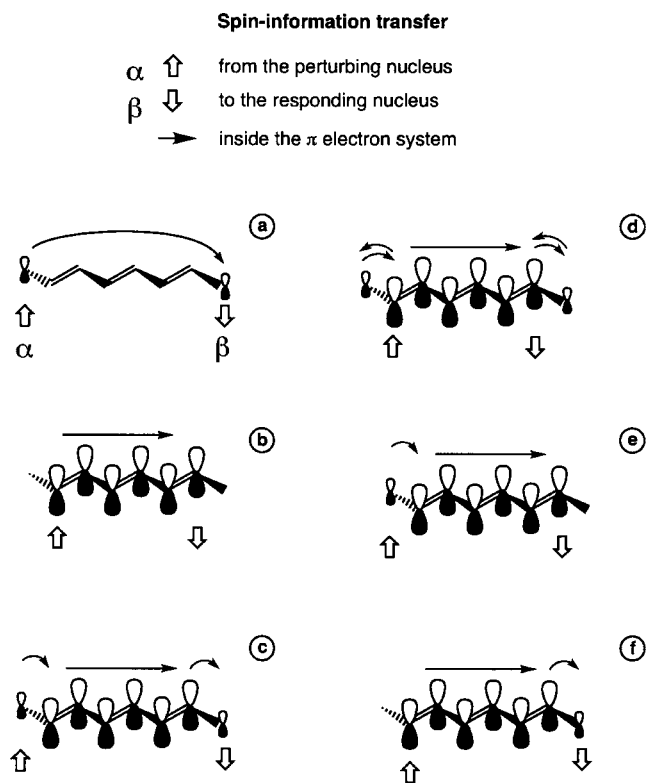 Spin-information transfer
α from the perturbing nucleus
β to the responding nucleus
inside the π electron system
a
d
α β
b
e
c
f